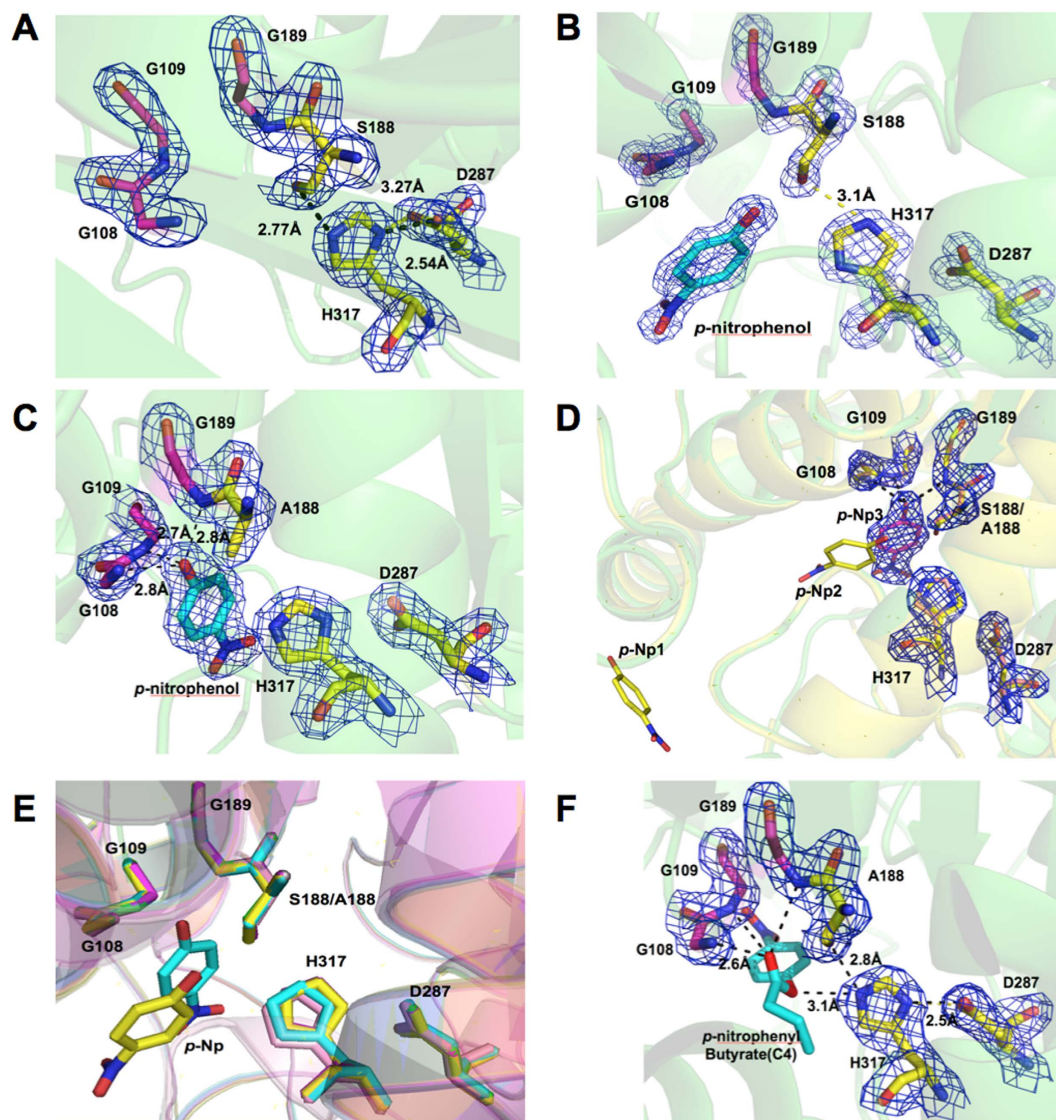 A
G189
G109
S188
D287
3.27Å
2.77Å
G108
2.54Å
H317
B
G189
G109
S188
G108
3.1Å
H317
D287
p-nitrophenol
C
G189
G109
A188
2.7Å
2.8Å
D287
2.8Å
G108
p-nitrophenol
H317
D
G109
G189
G108
p-Np3
S188/
A188
p-Np2
p-Np1
H317
D287
E
G189
G109
S188/A188
G108
H317
D287
p-Np
F
G189
G109
A188
G108
2.6Å
2.8Å
D287
3.1Å
2.5Å
p-nitrophenyl
Butyrate(C4)
H317